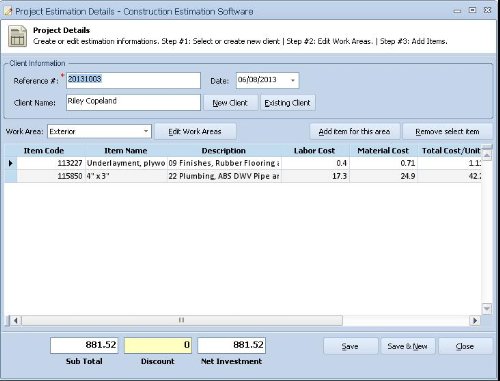 Project Estimation Details - Construction Estimation Software
Project Details
Create or edit estimation informations. Step #1: Select or create new client | Step #2: Edit Work Areas. | Step #3: Add Items.
Client Information
Reference #: * 20131003 Date: 06/08/2013
Client Name: Riley Copeland New Client Existing Client
Work Area: Exterior Edit Work Areas Add item for this area Remove select item
Item Code Item Name Description Labor Cost Material Cost Total Cost/Unit
113227 Underlayment, plywo 09 Finishes, Rubber Flooring a 0.4 0.71 1.11
115850 4" x 3" 22 Plumbing, ABS DWV Pipe ar 17.3 24.9 42.2
881.52 0 881.52 Save Save & New Close
Sub Total Discount Net Investment